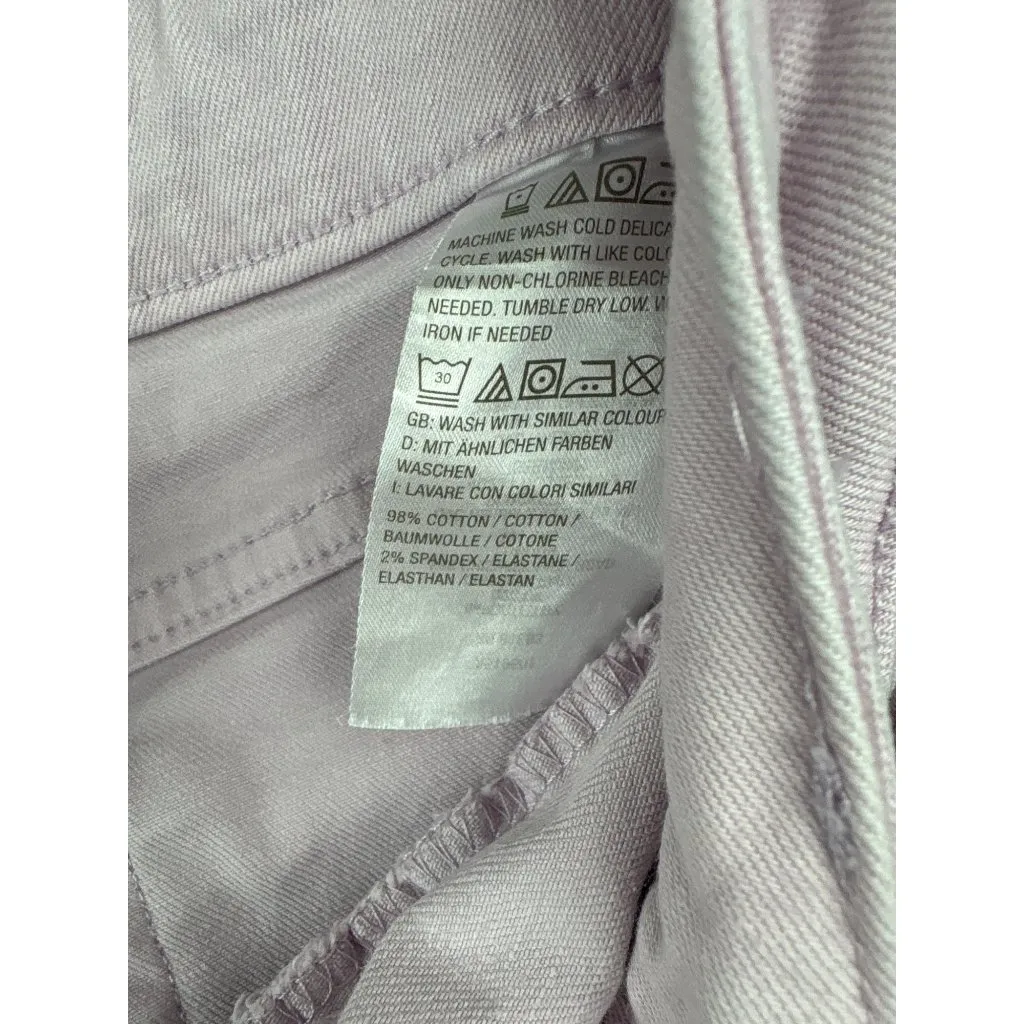 MACHINE WASH COLD DELICA
CYCLE. WASH WITH LIKE COLO
ONLY NON-CHLORINE BLEACH
NEEDED. TUMBLE DRY LOW. W
IRON IF NEEDED
30
GB: WASH WITH SIMILAR COLOUR
D: MIT ÄHNLICHEN FARBEN
WASCHEN
I: LAVARE CON COLORI SIMILARI
98% COTTON / COTTON /
BAUMWOLLE / COTONE
2% SPANDEX / ELASTANE /
ELASTHAN / ELASTAN